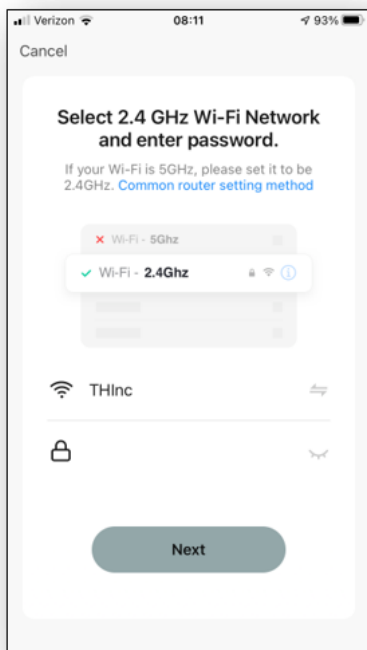 Verizon 08:11 93%
Cancel
Select 2.4 GHz Wi-Fi Network
and enter password.
If your Wi-Fi is 5GHz, please set it to be
2.4GHz. Common router setting method
Wi-Fi - 5Ghz
Wi-Fi - 2.4Ghz
THInc
Next